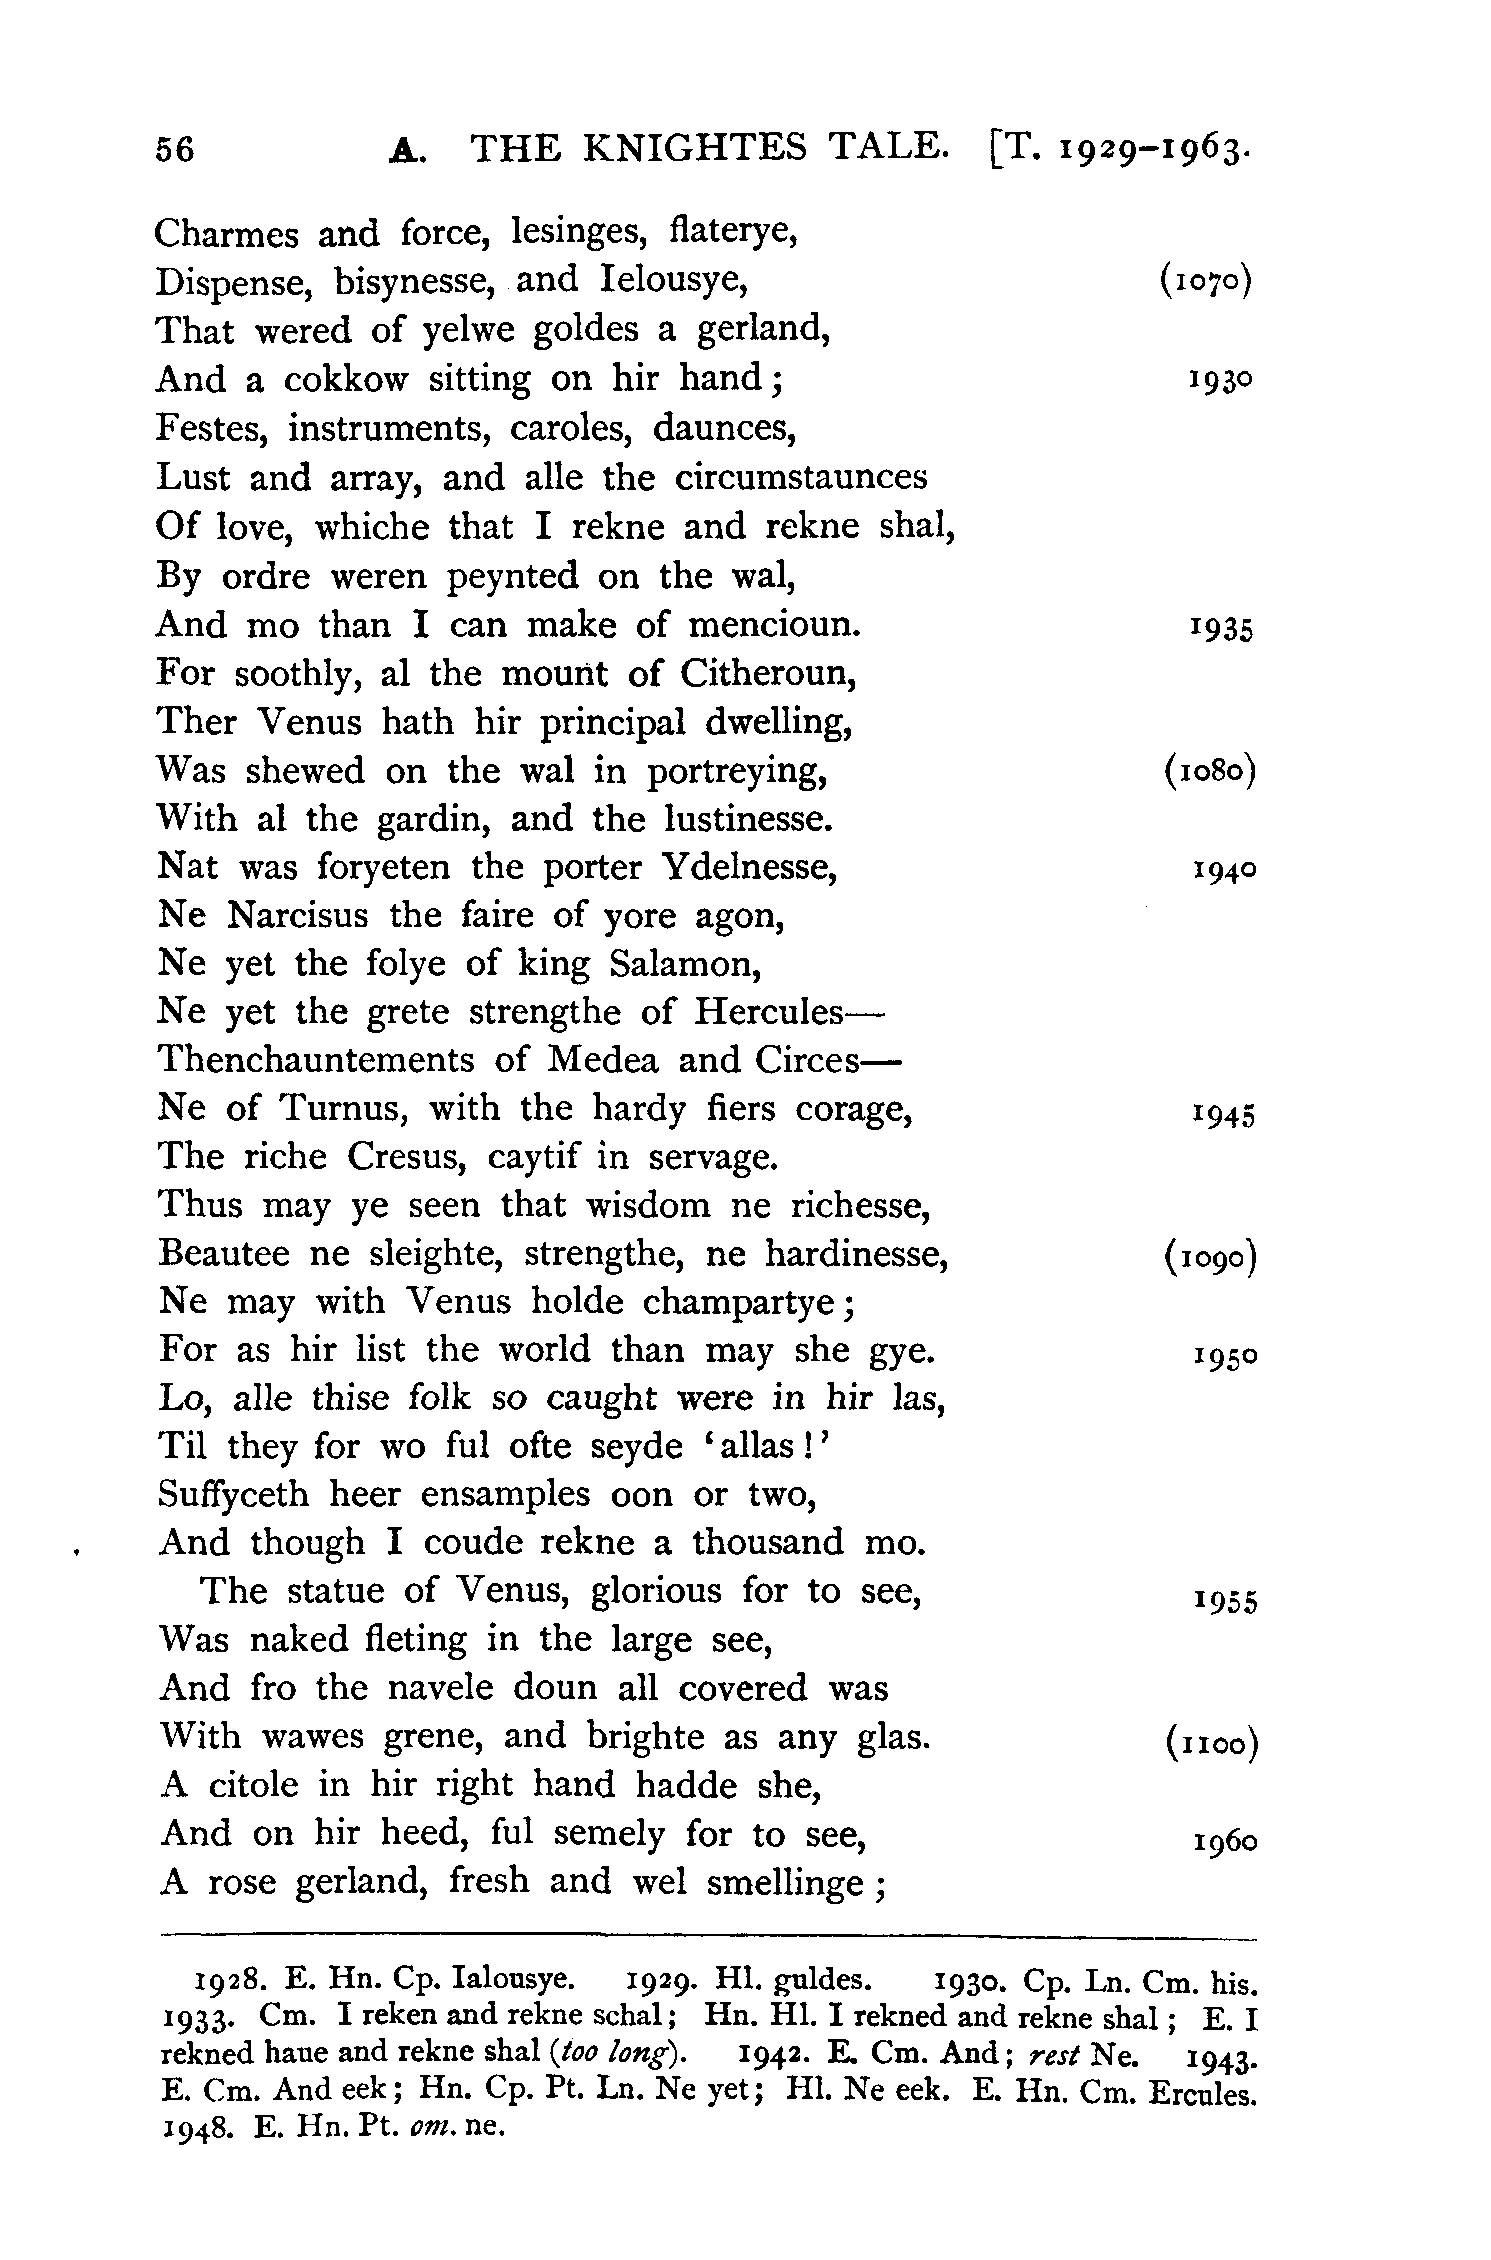 56 A. THE KNIGHTES TALE. [T. 1929–1963.
Charmes and force, lesinges, flaterye,
Dispense, bisynesse, and Ielousye, (1070)
That wered of yelwe goldes a gerland,
And a cokkow sitting on hir hand ; 1930
Festes, instruments, caroles, daunces,
Lust and array, and alle the circumstaunces
Of love, whiche that I rekne and rekne shal,
By ordre weren peynted on the wal,
And mo than I can make of mencioun. 1935
For soothly, al the mount of Citheroun,
Ther Venus hath hir principal dwelling,
Was shewed on the wal in portreying, (1080)
With al the gardin, and the lustinesse.
Nat was foryeten the porter Ydelnesse, 1940
Ne Narcisus the faire of yore agon,
Ne yet the folye of king Salamon,
Ne yet the grete strengthe of Hercules—
Thenchauntements of Medea and Circes—
Ne of Turnus, with the hardy fiers corage, 1945
The riche Cresus, caytif in servage.
Thus may ye seen that wisdom ne richesse,
Beautee ne sleighte, strengthe, ne hardinesse, (1090)
Ne may with Venus holde champartye ;
For as hir list the world than may she gye. 1950
Lo, alle thise folk so caught were in hir las,
Til they for wo ful ofte seyde ‘allas !’
Suffyceth heer ensamples oon or two,
And though I coude rekne a thousand mo.
The statue of Venus, glorious for to see, 1955
Was naked fleting in the large see,
And fro the navele doun all covered was
With wawes grene, and brighte as any glas. (1100)
A citole in hir right hand hadde she,
And on hir heed, ful semely for to see, 1960
A rose gerland, fresh and wel smellinge ;
1928. E. Hn. Cp. Ialousye. 1929. Hl. guldes. 1930. Cp. Ln. Cm. his.
1933. Cm. I reken and rekne schal ; Hn. Hl. I rekned and rekne shal ; E. I
rekned haue and rekne shal (too long). 1942. E. Cm. And ; rest Ne. 1943.
E. Cm. And eek ; Hn. Cp. Pt. Ln. Ne yet ; Hl. Ne eek. E. Hn. Cm. Ercules.
1948. E. Hn. Pt. om. ne.